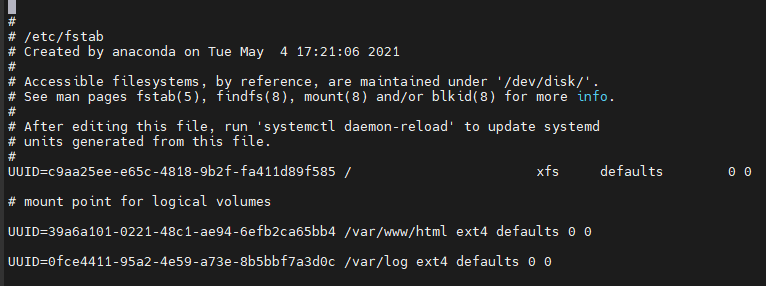 #
# /etc/fstab
# Created by anaconda on Tue May  4 17:21:06 2021
#
# Accessible filesystems, by reference, are maintained under '/dev/disk/'.
# See man pages fstab(5), findfs(8), mount(8) and/or blkid(8) for more info.
#
# After editing this file, run 'systemctl daemon-reload' to update systemd
# units generated from this file.
#
UUID=c9aa25ee-e65c-4818-9b2f-fa411d89f585 /                       xfs     defaults        0 0
# mount point for logical volumes
UUID=39a6a101-0221-48c1-ae94-6efb2ca65bb4 /var/www/html ext4 defaults 0 0
UUID=0fce4411-95a2-4e59-a73e-8b5bbf7a3d0c /var/log ext4 defaults 0 0